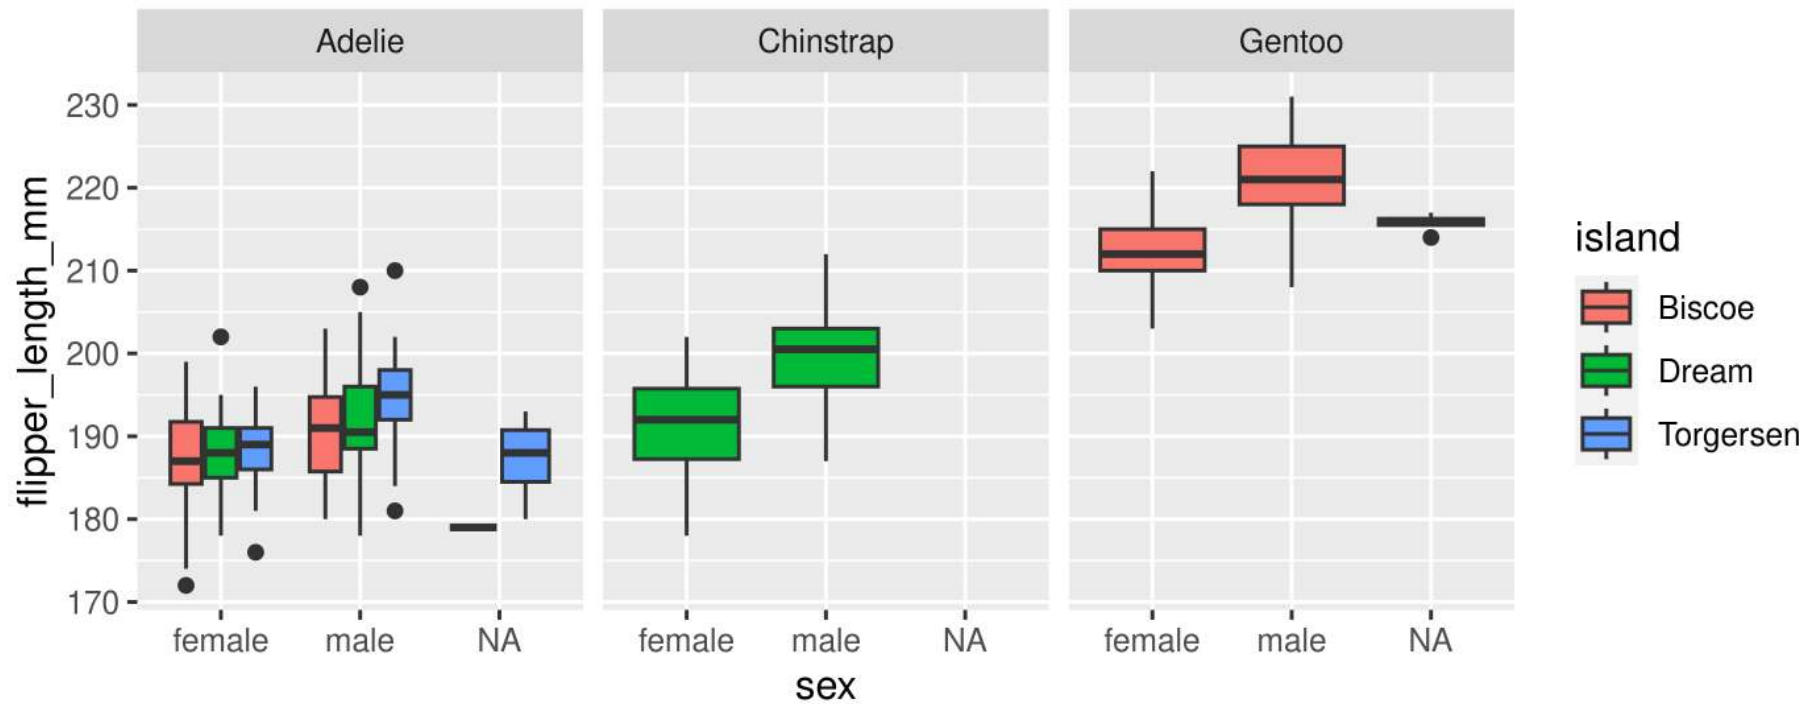 Adelie
Chinstrap
Gentoo
230
220
210
200
190
180
170
flipper_length_mm
female male NA
female male NA
female male NA
sex
island
Biscoe
Dream
Torgersen